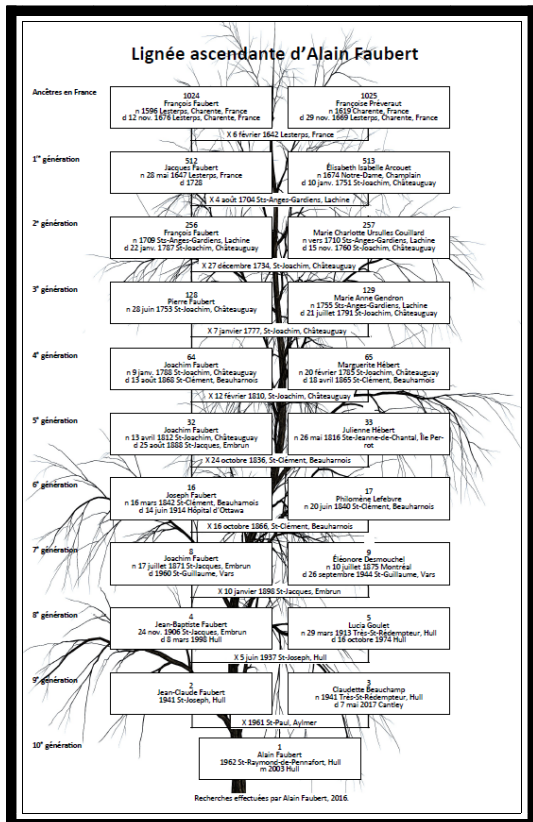 Lignée ascendante d'Alain Faubert
Ancêtres en France
1024
François Faubert
n 1596 Lesterps, Charente, France
d 12 nov. 1676 Lesterps, Charente, France
1025
Françoise Préveraut
n 1619 Charente, France
d 29 nov. 1669 Lesterps, Charente, France
X 6 février 1642 Lesterps, France
1re génération
512
Jacques Faubert
n 28 mai 1647 Lesterps, France
d 1728
513
Élisabeth Isabelle Arcouet
n 1674 Notre-Dame, Champlain
d 10 janv. 1751 St-Joachim, Châteauguay
X 4 août 1704 Sts-Anges-Gardiens, Lachine
2e génération
256
François Faubert
n 1709 Sts-Anges-Gardiens, Lachine
d 22 janv. 1787 St-Joachim, Châteauguay
257
Marie Charlotte Ursulles Couillard
n vers 1710 Sts-Anges-Gardiens, Lachine
d 15 nov. 1760 St-Joachim, Châteauguay
X 27 décembre 1734, St-Joachim, Châteauguay
3e génération
128
Pierre Faubert
n 28 juin 1753 St-Joachim, Châteauguay
129
Marie Anne Gendron
n 1755 Sts-Anges-Gardiens, Lachine
d 21 juillet 1791 St-Joachim, Châteauguay
X 7 janvier 1777, St-Joachim, Châteauguay
4e génération
64
Joachim Faubert
n 9 janv. 1788 St-Joachim, Châteauguay
d 13 août 1868 St-Clément, Beauharnois
65
Marguerite Hébert
n 20 février 1785 St-Joachim, Châteauguay
d 18 avril 1865 St-Clément, Beauharnois
X 12 février 1810, St-Joachim, Châteauguay
5e génération
32
Joachim Faubert
n 13 avril 1812 St-Joachim, Châteauguay
d 25 août 1888 St-Jacques, Embrun
33
Julienne Hébert
n 26 mai 1816 Ste-Jeanne-de-Chantal, Île Per-
rot
X 24 octobre 1836, St-Clément, Beauharnois
6e génération
16
Joseph Faubert
n 16 mars 1842 St-Clément, Beauharnois
d 14 juin 1914 Hôpital d'Ottawa
17
Philomène Lefebvre
n 20 juin 1840 St-Clément, Beauharnois
X 16 octobre 1866, St-Clément, Beauharnois
7e génération
8
Joachim Faubert
n 17 juillet 1871 St-Jacques, Embrun
d 1960 St-Guillaume, Vars
9
Éléonore Desmouchel
n 10 juillet 1875 Montréal
d 26 septembre 1944 St-Guillaume, Vars
X 10 janvier 1898 St-Jacques, Embrun
8e génération
4
Jean-Baptiste Faubert
24 nov. 1906 St-Jacques, Embrun
d 8 mars 1998 Hull
5
Lucia Goulet
n 29 mars 1913 Très-St-Rédempteur, Hull
d 16 octobre 1974 Hull
X 5 juin 1937 St-Joseph, Hull
9e génération
2
Jean-Claude Faubert
1941 St-Joseph, Hull
3
Claudette Beauchamp
n 1941 Très-St-Rédempteur, Hull
d 7 mai 2017 Cantley
X 1961 St-Paul, Aylmer
10e génération
1
Alain Faubert
1962 St-Raymond-de-Pennafort, Hull
m 2003 Hull
Recherches effectuées par Alain Faubert, 2016.